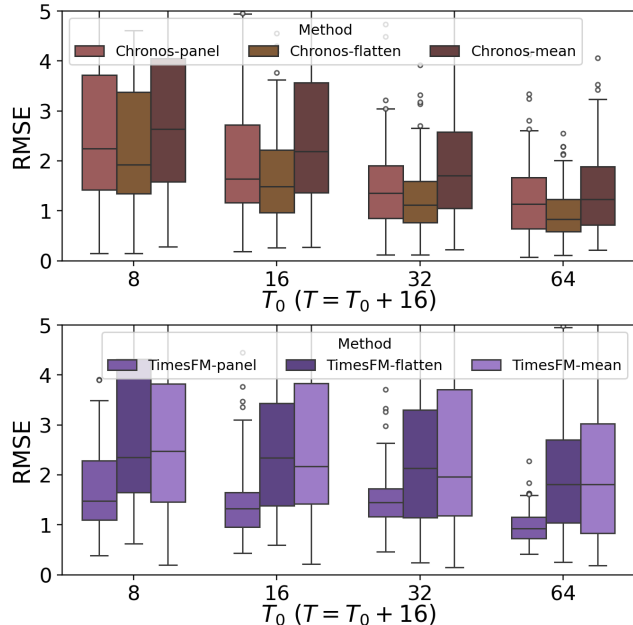 5
Method
Chronos-panel Chronos-flatten Chronos-mean
4
3
2
1
0
RMSE
8 16 32 64
T₀ (T = T₀ + 16)
5
Method
TimesFM-panel TimesFM-flatten TimesFM-mean
4
3
2
1
0
RMSE
8 16 32 64
T₀ (T = T₀ + 16)